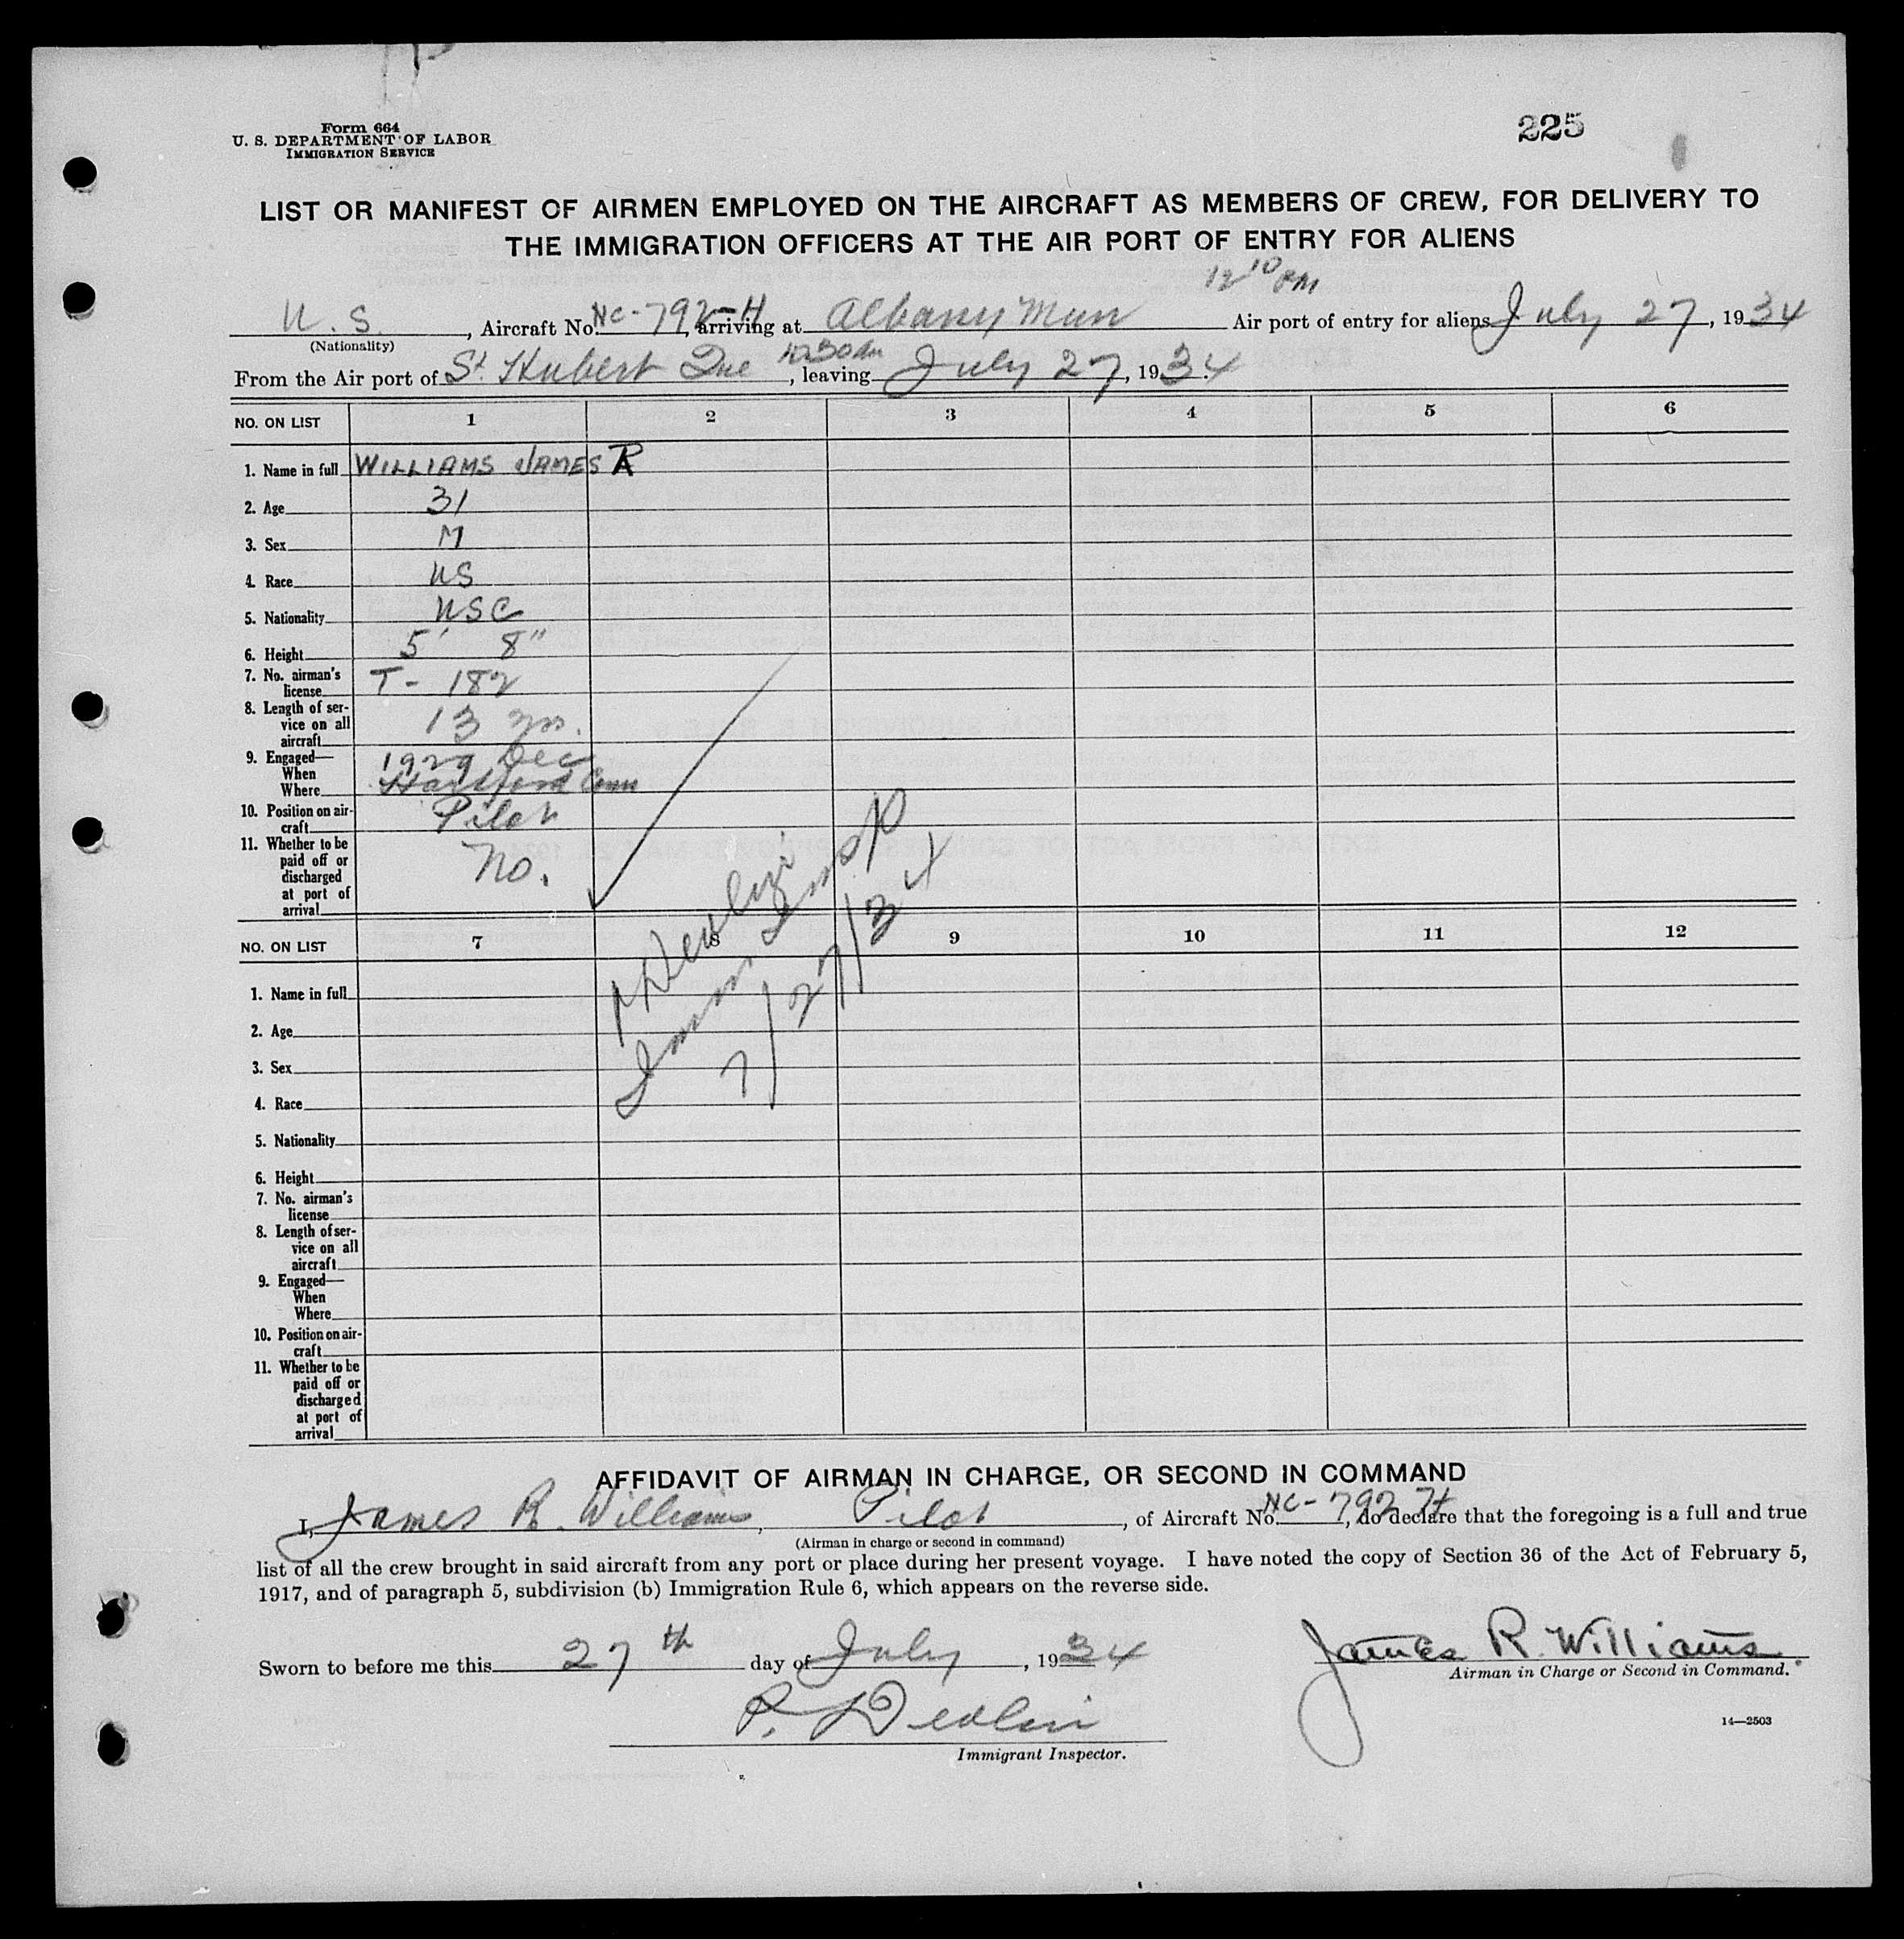 Form 664
U. S. DEPARTMENT OF LABOR
IMMIGRATION SERVICE
225
LIST OR MANIFEST OF AIRMEN EMPLOYED ON THE AIRCRAFT AS MEMBERS OF CREW, FOR DELIVERY TO
THE IMMIGRATION OFFICERS AT THE AIR PORT OF ENTRY FOR ALIENS
12 10 PM
U. S. , Aircraft No. NC-792-H, arriving at Albany Mun Air port of entry for aliens July 27, 1934
(Nationality)
From the Air port of St. Hubert Que , leaving July 27, 1934.
NO. ON LIST 1 2 3 4 5 6
1. Name in full WILLIAMS JAMES R
2. Age 31
3. Sex M
4. Race US
5. Nationality USC
6. Height 5' 8"
7. No. airman's
license T- 182
8. Length of ser-
vice on all
aircraft 13 yrs.
9. Engaged—
When 1929 Dec
Where Hartford Conn
10. Position on air-
craft Pilot
11. Whether to be
paid off or
discharged
at port of
arrival No.
Immig Insp
7/27/34
NO. ON LIST 7 8 9 10 11 12
1. Name in full
2. Age
3. Sex
4. Race
5. Nationality
6. Height
7. No. airman's
license
8. Length of ser-
vice on all
aircraft
9. Engaged—
When
Where
10. Position on air-
craft
11. Whether to be
paid off or
discharged
at port of
arrival
AFFIDAVIT OF AIRMAN IN CHARGE, OR SECOND IN COMMAND
I, James R. Williams, Pilot, of Aircraft No. NC-792 H, do declare that the foregoing is a full and true
(Airman in charge or second in command)
list of all the crew brought in said aircraft from any port or place during her present voyage. I have noted the copy of Section 36 of the Act of February 5,
1917, and of paragraph 5, subdivision (b) Immigration Rule 6, which appears on the reverse side.
James R. Williams
Sworn to before me this 27th day of July, 1934
Airman in Charge or Second in Command.
P.
14—2503
Immigrant Inspector.